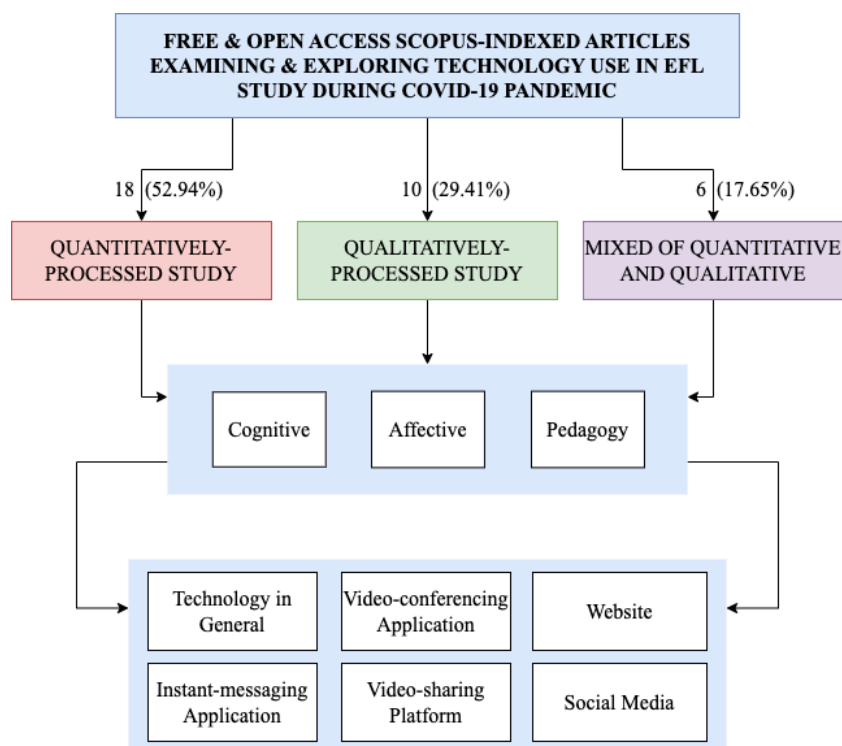 FREE & OPEN ACCESS SCOPUS-INDEXED ARTICLES
EXAMINING & EXPLORING TECHNOLOGY USE IN EFL
STUDY DURING COVID-19 PANDEMIC
18 (52.94%)
10 (29.41%)
6 (17.65%)
QUANTITATIVELY-
PROCESSED STUDY
QUALITATIVELY-
PROCESSED STUDY
MIXED OF QUANTITATIVE
AND QUALITATIVE
Cognitive
Affective
Pedagogy
Technology in
General
Video-conferencing
Application
Website
Instant-messaging
Application
Video-sharing
Platform
Social Media